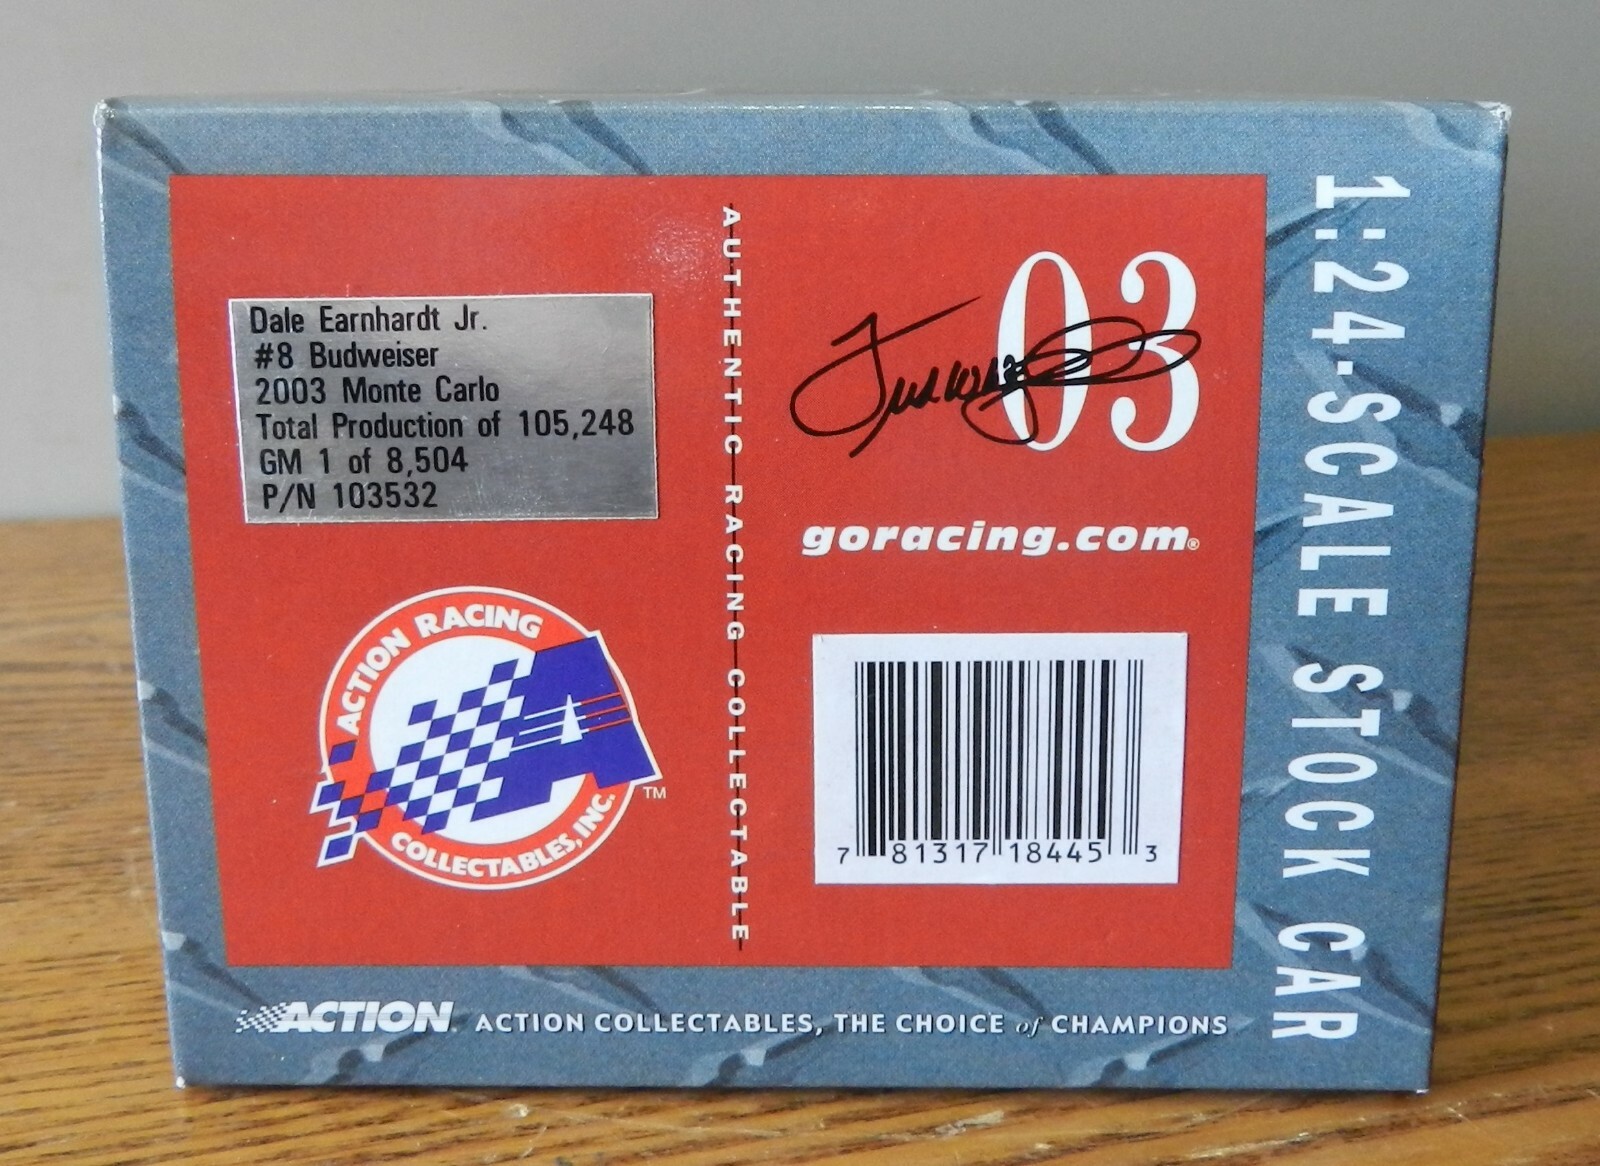 Dale Earnhardt Jr.
#8 Budweiser
2003 Monte Carlo
Total Production of 105,248
GM 1 of 8,504
P/N 103532
ACTION RACING
COLLECTABLES, INC.
A
TM
AUTHENTIC RACING COLLECTABLE
03
goracing.com®
7 81317 18445 3
1:24-SCALE STOCK CAR
ACTION
ACTION COLLECTABLES, THE CHOICE of CHAMPIONS